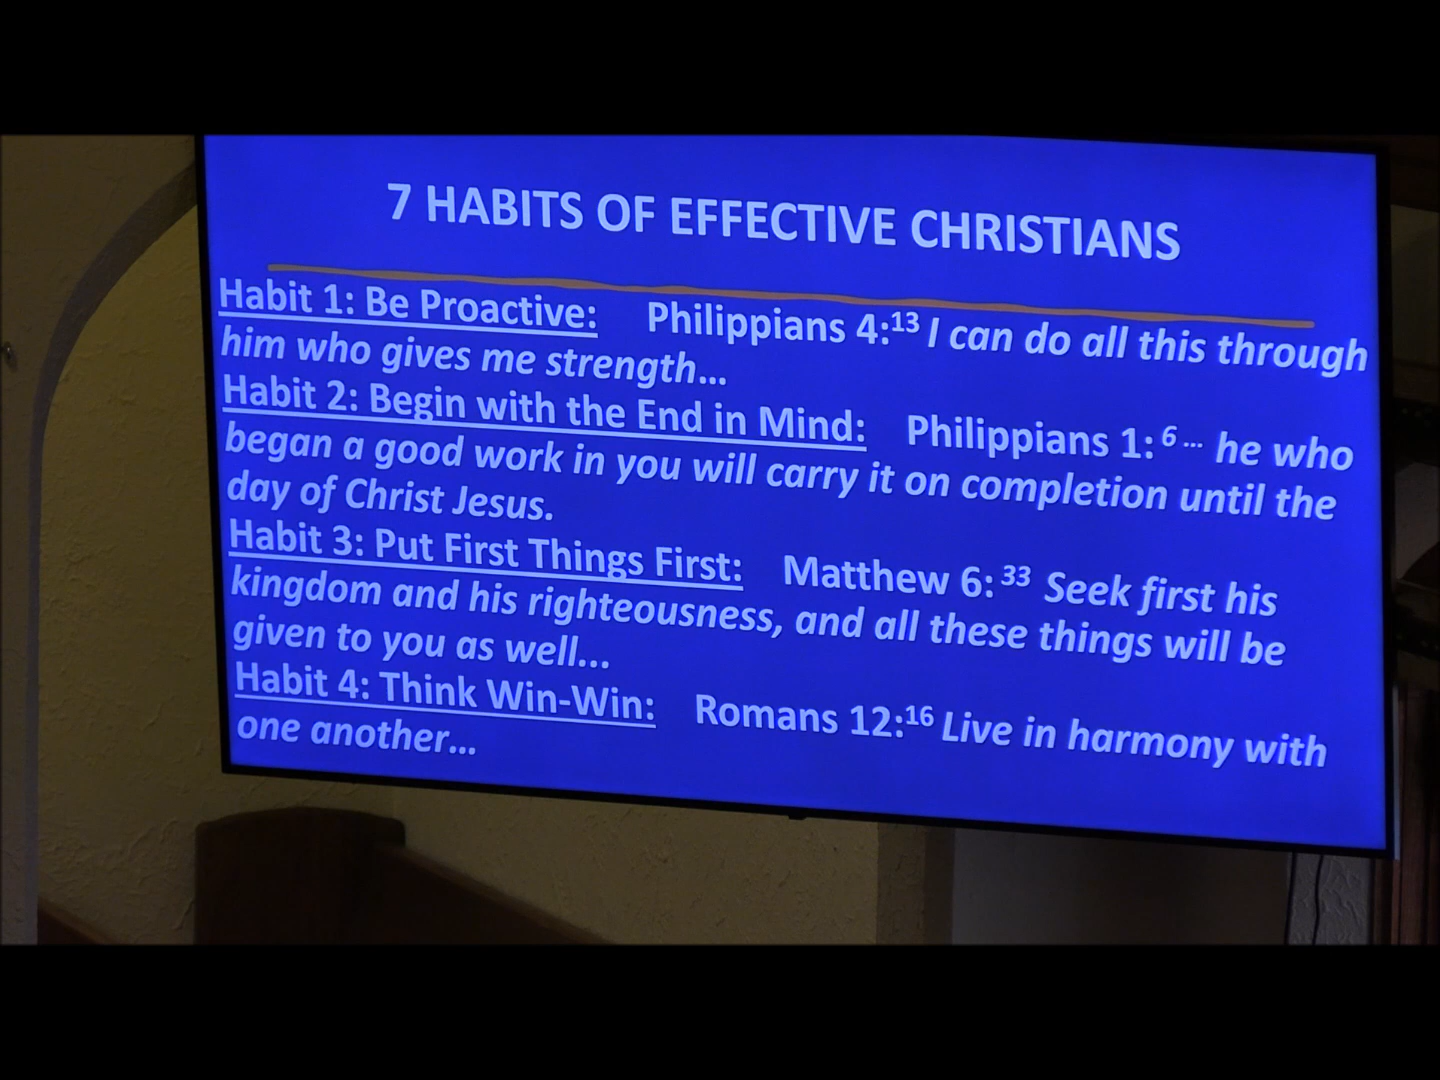 7 HABITS OF EFFECTIVE CHRISTIANS
Habit 1: Be Proactive: Philippians 4:13 I can do all this through
him who gives me strength...
Habit 2: Begin with the End in Mind: Philippians 1: 6 ... he who
began a good work in you will carry it on completion until the
day of Christ Jesus.
Habit 3: Put First Things First: Matthew 6: 33 Seek first his
kingdom and his righteousness, and all these things will be
given to you as well...
Habit 4: Think Win-Win: Romans 12:16 Live in harmony with
one another...